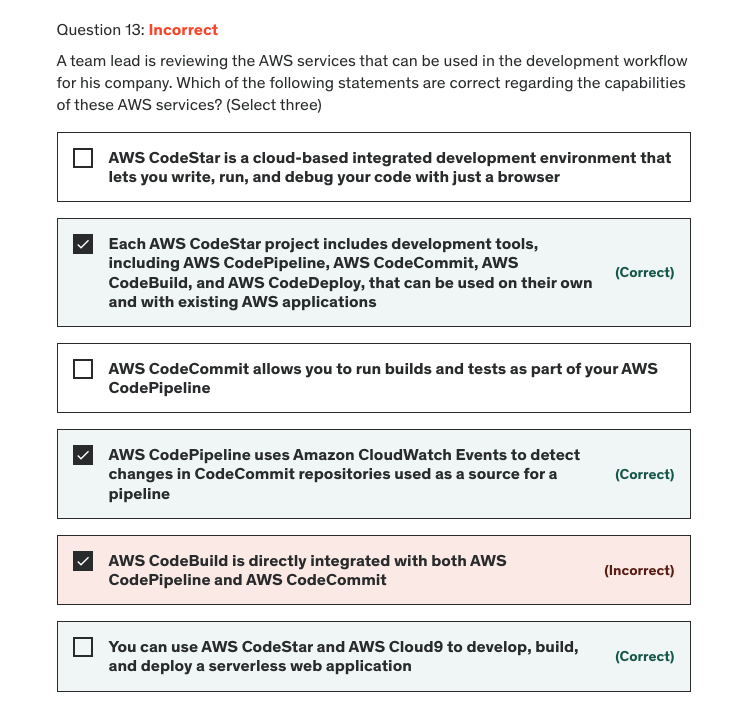 Question 13: Incorrect
A team lead is reviewing the AWS services that can be used in the development workflow
for his company. Which of the following statements are correct regarding the capabilities
of these AWS services? (Select three)
AWS CodeStar is a cloud-based integrated development environment that
lets you write, run, and debug your code with just a browser
Each AWS CodeStar project includes development tools,
including AWS CodePipeline, AWS CodeCommit, AWS
CodeBuild, and AWS CodeDeploy, that can be used on their own
and with existing AWS applications
(Correct)
AWS CodeCommit allows you to run builds and tests as part of your AWS
CodePipeline
AWS CodePipeline uses Amazon CloudWatch Events to detect
changes in CodeCommit repositories used as a source for a
pipeline
(Correct)
AWS CodeBuild is directly integrated with both AWS
CodePipeline and AWS CodeCommit
(Incorrect)
You can use AWS CodeStar and AWS Cloud9 to develop, build,
and deploy a serverless web application
(Correct)